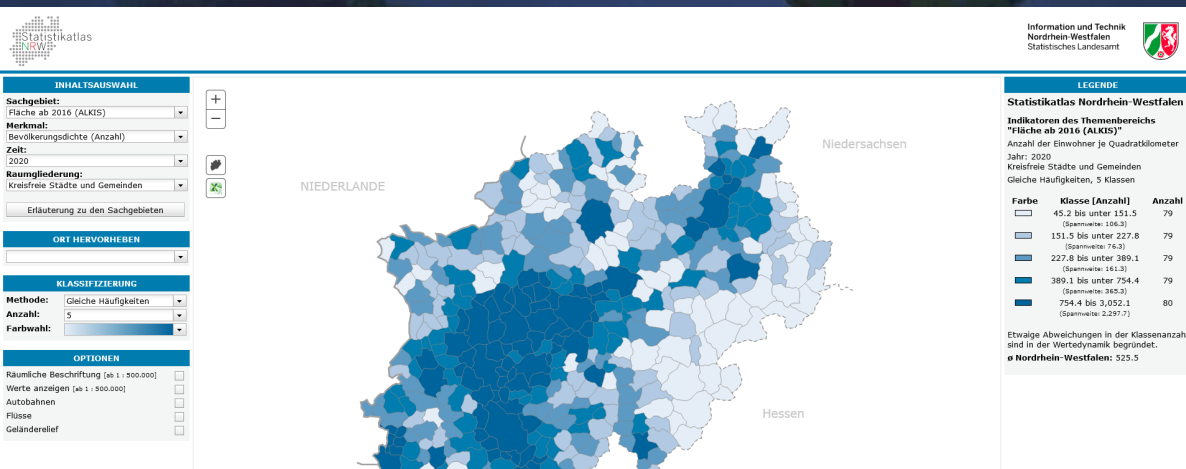 Statistikatlas
NRW
Information und Technik
Nordrhein-Westfalen
Statistisches Landesamt
INHALTSAUSWAHL
Sachgebiet:
Fläche ab 2016 (ALKIS)
Merkmal:
Bevölkerungsdichte (Anzahl)
Zeit:
2020
Raumgliederung:
Kreisfreie Städte und Gemeinden
Erläuterung zu den Sachgebieten
ORT HERVORHEBEN
KLASSIFIZIERUNG
Methode: Gleiche Häufigkeiten
Anzahl: 5
Farbwahl:
OPTIONEN
Räumliche Beschriftung [ab 1 : 500.000]
Werte anzeigen [ab 1 : 500.000]
Autobahnen
Flüsse
Geländerelief
+
−
NIEDERLANDE
Niedersachsen
Hessen
LEGENDE
Statistikatlas Nordrhein-Westfalen
Indikatoren des Themenbereichs
"Fläche ab 2016 (ALKIS)"
Anzahl der Einwohner je Quadratkilometer
Jahr: 2020
Kreisfreie Städte und Gemeinden
Gleiche Häufigkeiten, 5 Klassen
Farbe Klasse [Anzahl] Anzahl
45.2 bis unter 151.5 79
(Spannweite: 106.3)
151.5 bis unter 227.8 79
(Spannweite: 76.3)
227.8 bis unter 389.1 79
(Spannweite: 161.3)
389.1 bis unter 754.4 79
(Spannweite: 365.3)
754.4 bis 3,052.1 80
(Spannweite: 2.297.7)
Etwaige Abweichungen in der Klassenanzah
sind in der Wertedynamik begründet.
ø Nordrhein-Westfalen: 525.5